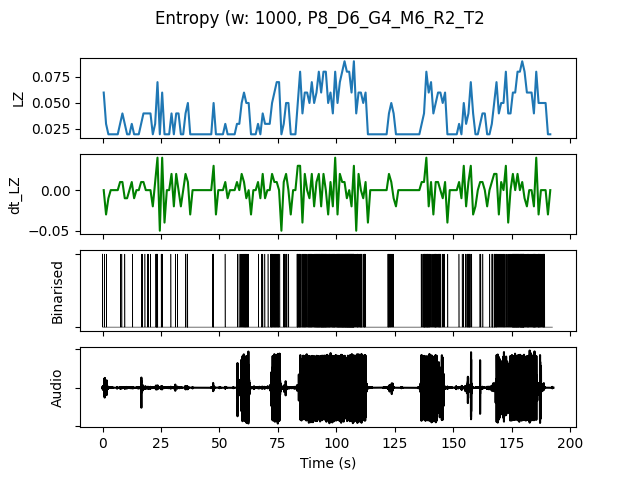 Entropy (w: 1000, P8_D6_G4_M6_R2_T2
LZ
0.075
0.050
0.025
dt_LZ
0.00
−0.05
Binarised
Audio
0 25 50 75 100 125 150 175 200
Time (s)